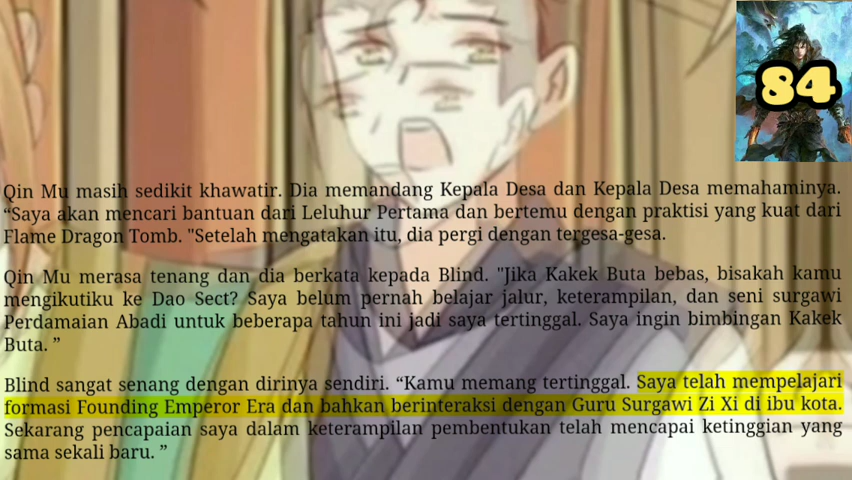 84
Qin Mu masih sedikit khawatir. Dia memandang Kepala Desa dan Kepala Desa memahaminya.
“Saya akan mencari bantuan dari Leluhur Pertama dan bertemu dengan praktisi yang kuat dari
Flame Dragon Tomb. "Setelah mengatakan itu, dia pergi dengan tergesa-gesa.
Qin Mu merasa tenang dan dia berkata kepada Blind. "Jika Kakek Buta bebas, bisakah kamu
mengikutiku ke Dao Sect? Saya belum pernah belajar jalur, keterampilan, dan seni surgawi
Perdamaian Abadi untuk beberapa tahun ini jadi saya tertinggal. Saya ingin bimbingan Kakek
Buta. ”
Blind sangat senang dengan dirinya sendiri. “Kamu memang tertinggal. Saya telah mempelajari
formasi Founding Emperor Era dan bahkan berinteraksi dengan Guru Surgawi Zi Xi di ibu kota.
Sekarang pencapaian saya dalam keterampilan pembentukan telah mencapai ketinggian yang
sama sekali baru. ”